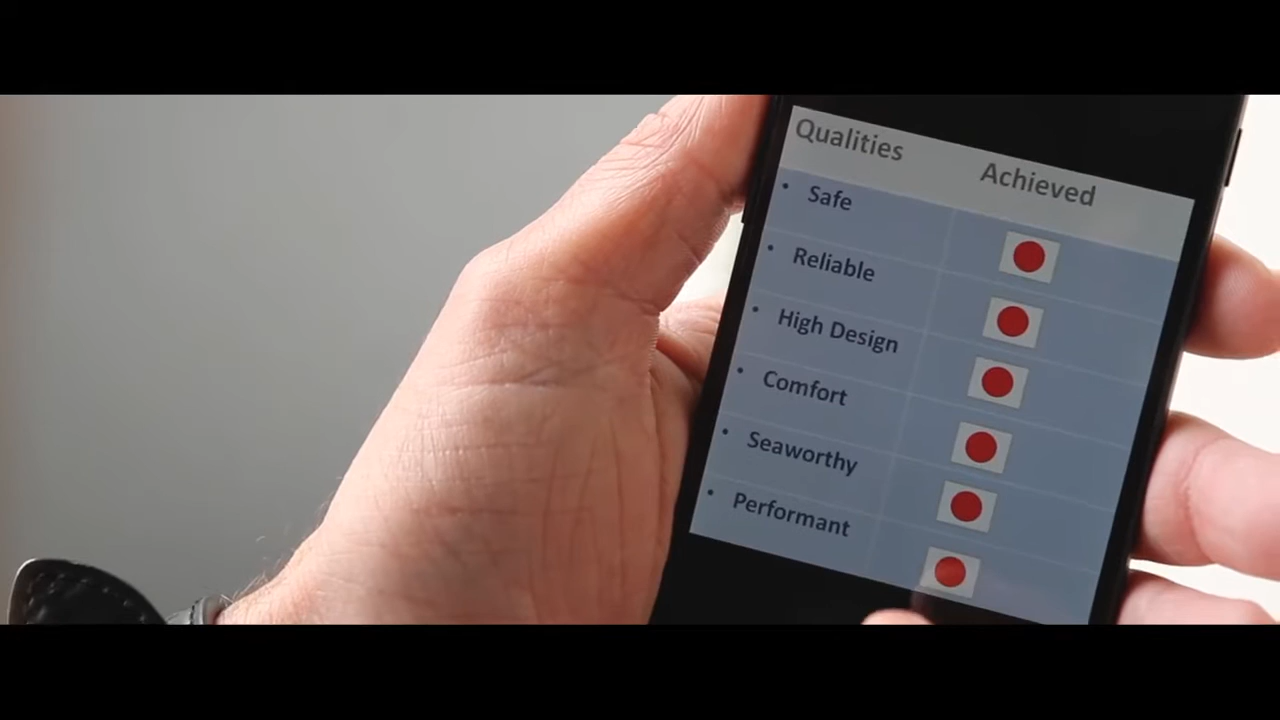 Qualities Achieved
• Safe
• Reliable
• High Design
• Comfort
• Seaworthy
• Performant